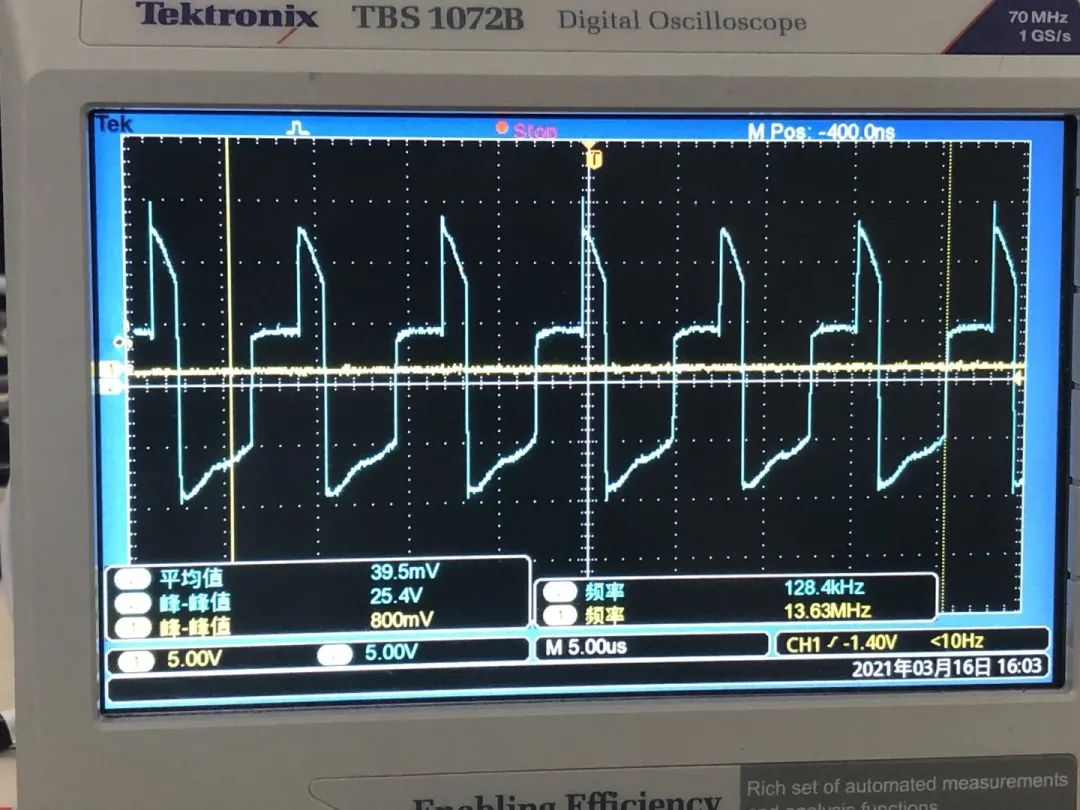 Tektronix TBS 1072B Digital Oscilloscope
70 MHz
1 GS/s
Tek
Stop
M Pos: -400.0ns
T
1
平均值 39.5mV
峰-峰值 25.4V
峰-峰值 800mV
频率 128.4kHz
1 频率 13.63MHz
1 5.00V 5.00V
M 5.00us
CH1 -1.40V <10Hz
2021年03月16日 16:03
Enabling Efficiency
Rich set of automated measurements
and analysis functions